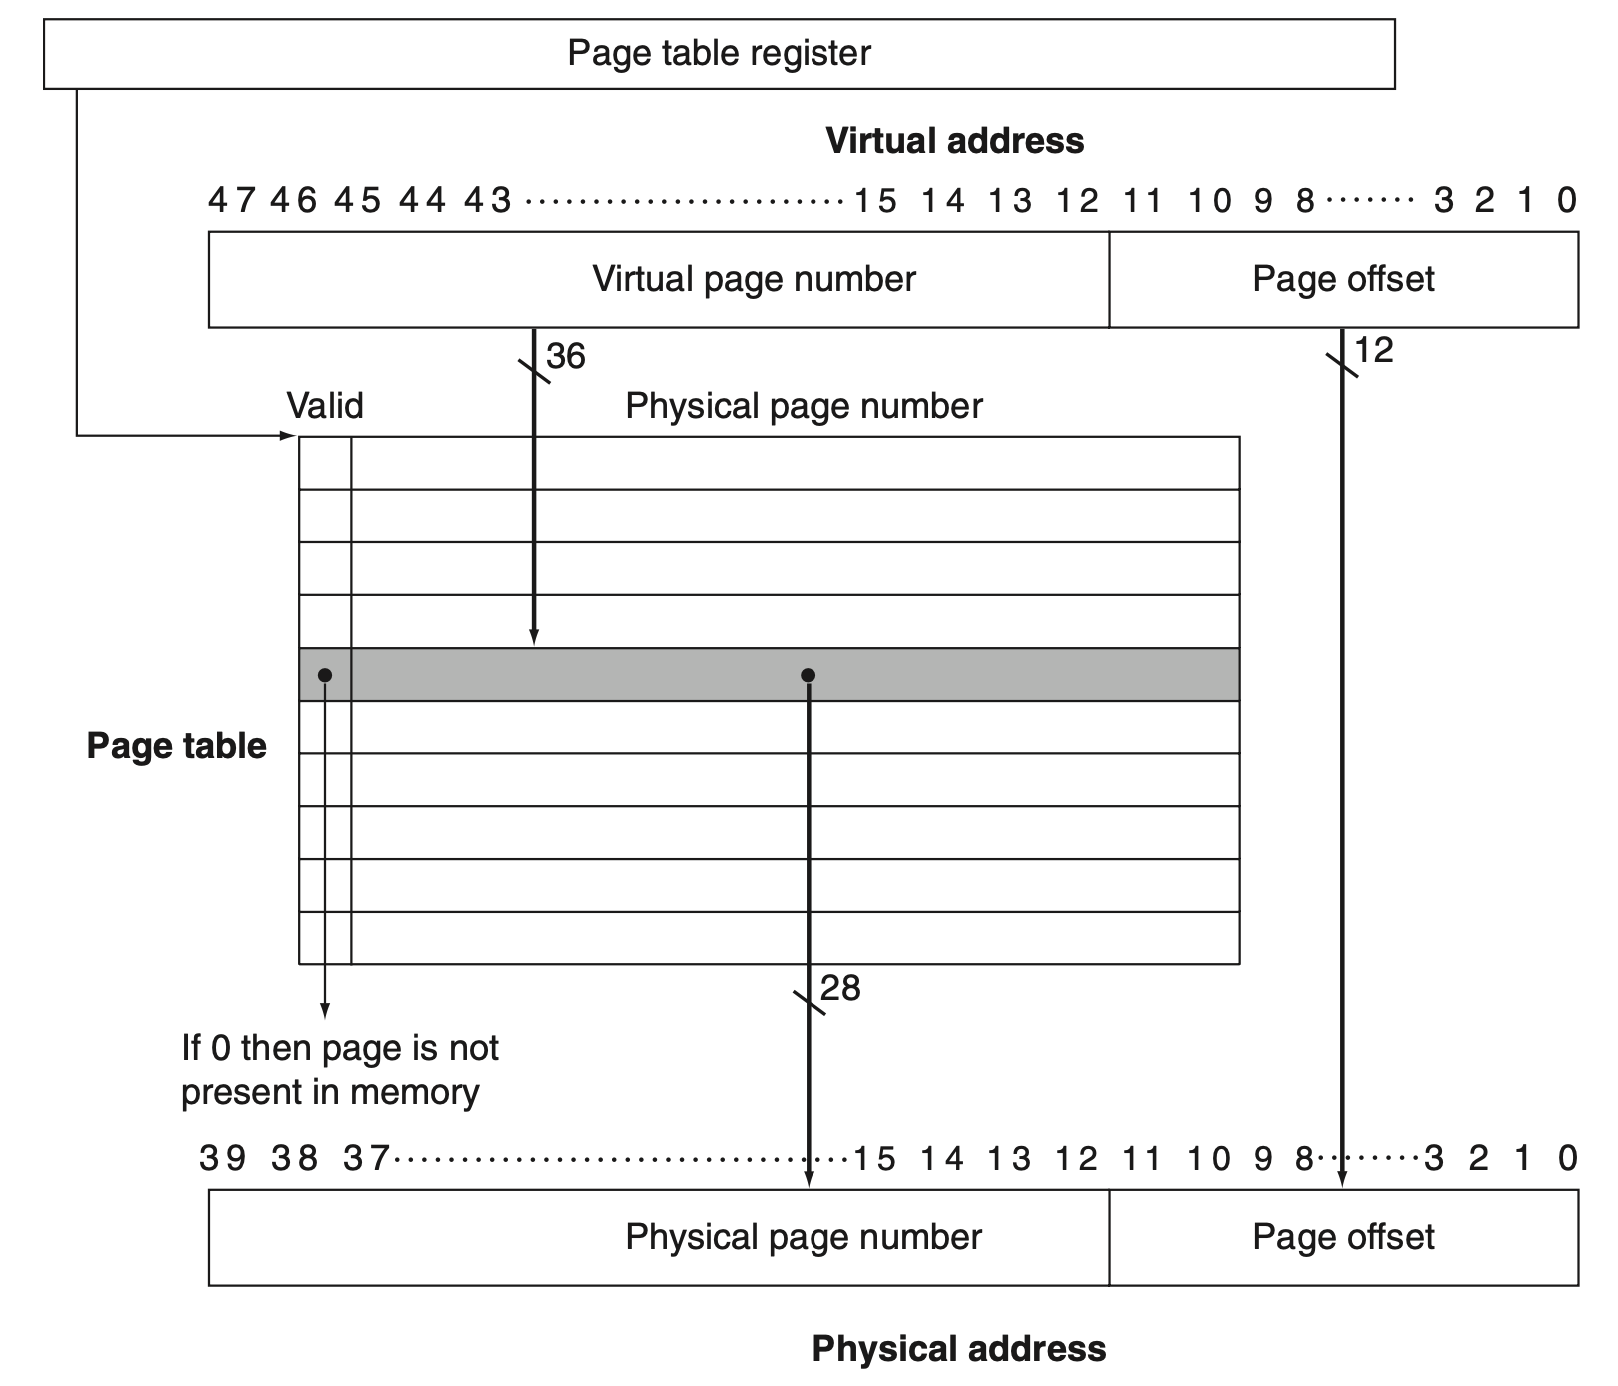 Page table register
Virtual address
47 46 45 44 43 ........................ 15 14 13 12 11 10 9 8 ....... 3 2 1 0
Virtual page number Page offset
36 12
Valid Physical page number
Page table
28
If 0 then page is not
present in memory
39 38 37 .................................. 15 14 13 12 11 10 9 8 ........ 3 2 1 0
Physical page number Page offset
Physical address